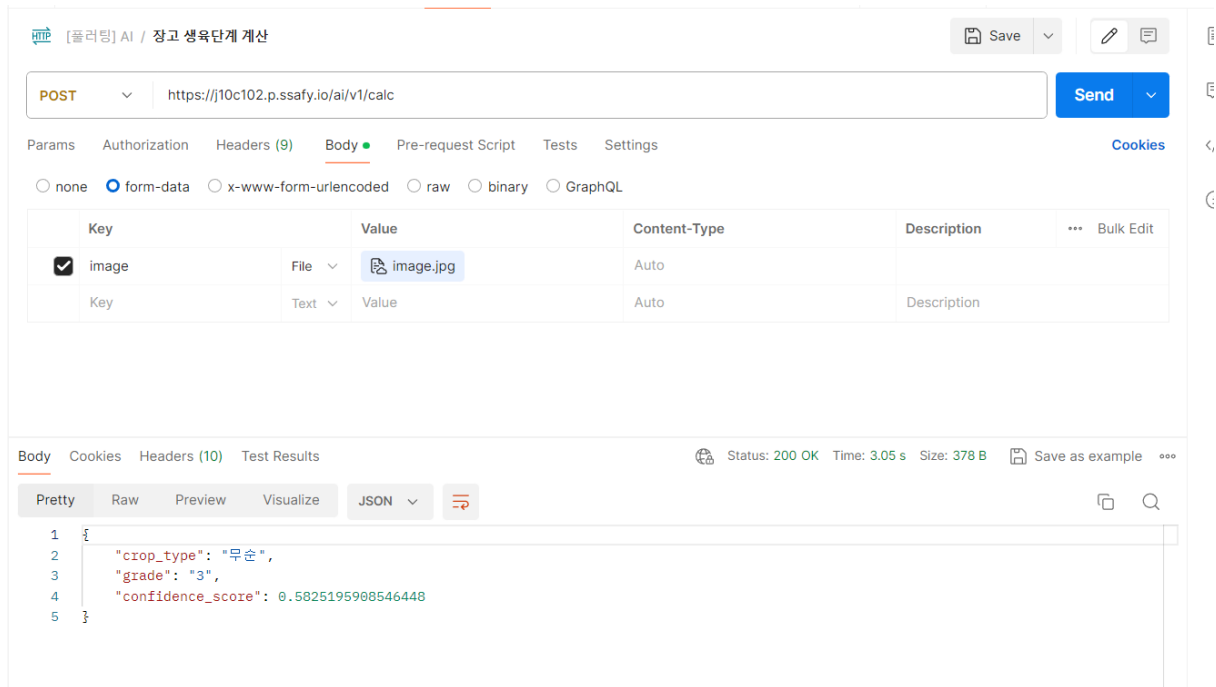 HTTP [풀러팅] AI / 장고 생육단계 계산 Save
POST https://j10c102.p.ssafy.io/ai/v1/calc Send
Params Authorization Headers (9) Body Pre-request Script Tests Settings Cookies
none form-data x-www-form-urlencoded raw binary GraphQL
Key Value Content-Type Description Bulk Edit
image File image.jpg Auto
Key Text Value Auto Description
Body Cookies Headers (10) Test Results Status: 200 OK Time: 3.05 s Size: 378 B Save as example
Pretty Raw Preview Visualize JSON
1 {
2 "crop_type": "무순",
3 "grade": "3",
4 "confidence_score": 0.5825195908546448
5 }